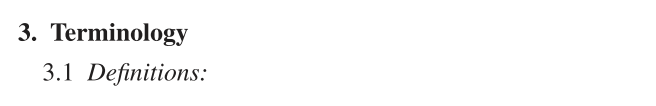 3. Terminology
3.1 Definitions: